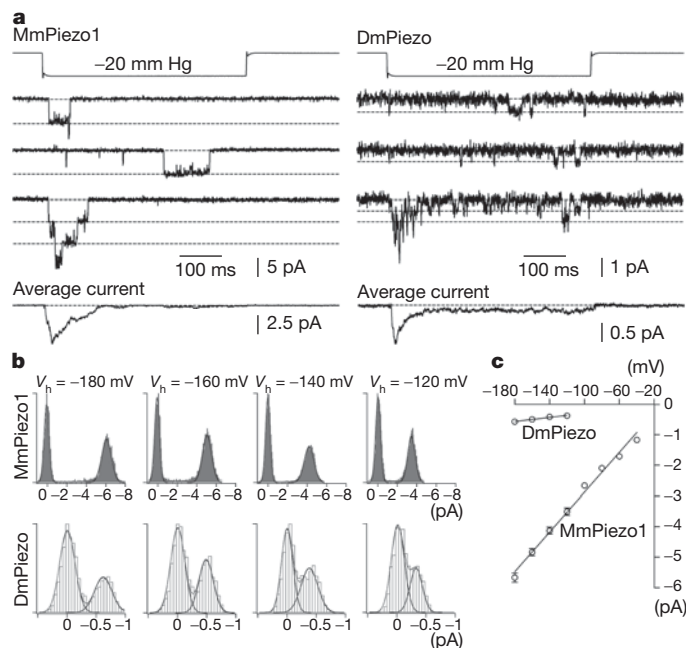 a
MmPiezo1
−20 mm Hg
100 ms
5 pA
Average current
2.5 pA
DmPiezo
−20 mm Hg
100 ms
1 pA
Average current
0.5 pA
b
Vh = −180 mV
Vh = −160 mV
Vh = −140 mV
Vh = −120 mV
MmPiezo1
0 −2 −4 −6 −8
0 −2 −4 −6 −8
0 −2 −4 −6 −8
0 −2 −4 −6 −8
(pA)
DmPiezo
0 −0.5 −1
0 −0.5 −1
0 −0.5 −1
0 −0.5 −1
(pA)
c
(mV)
−180 −140 −100 −60 −20
0
−1
−2
−3
−4
−5
−6
DmPiezo
MmPiezo1
(pA)